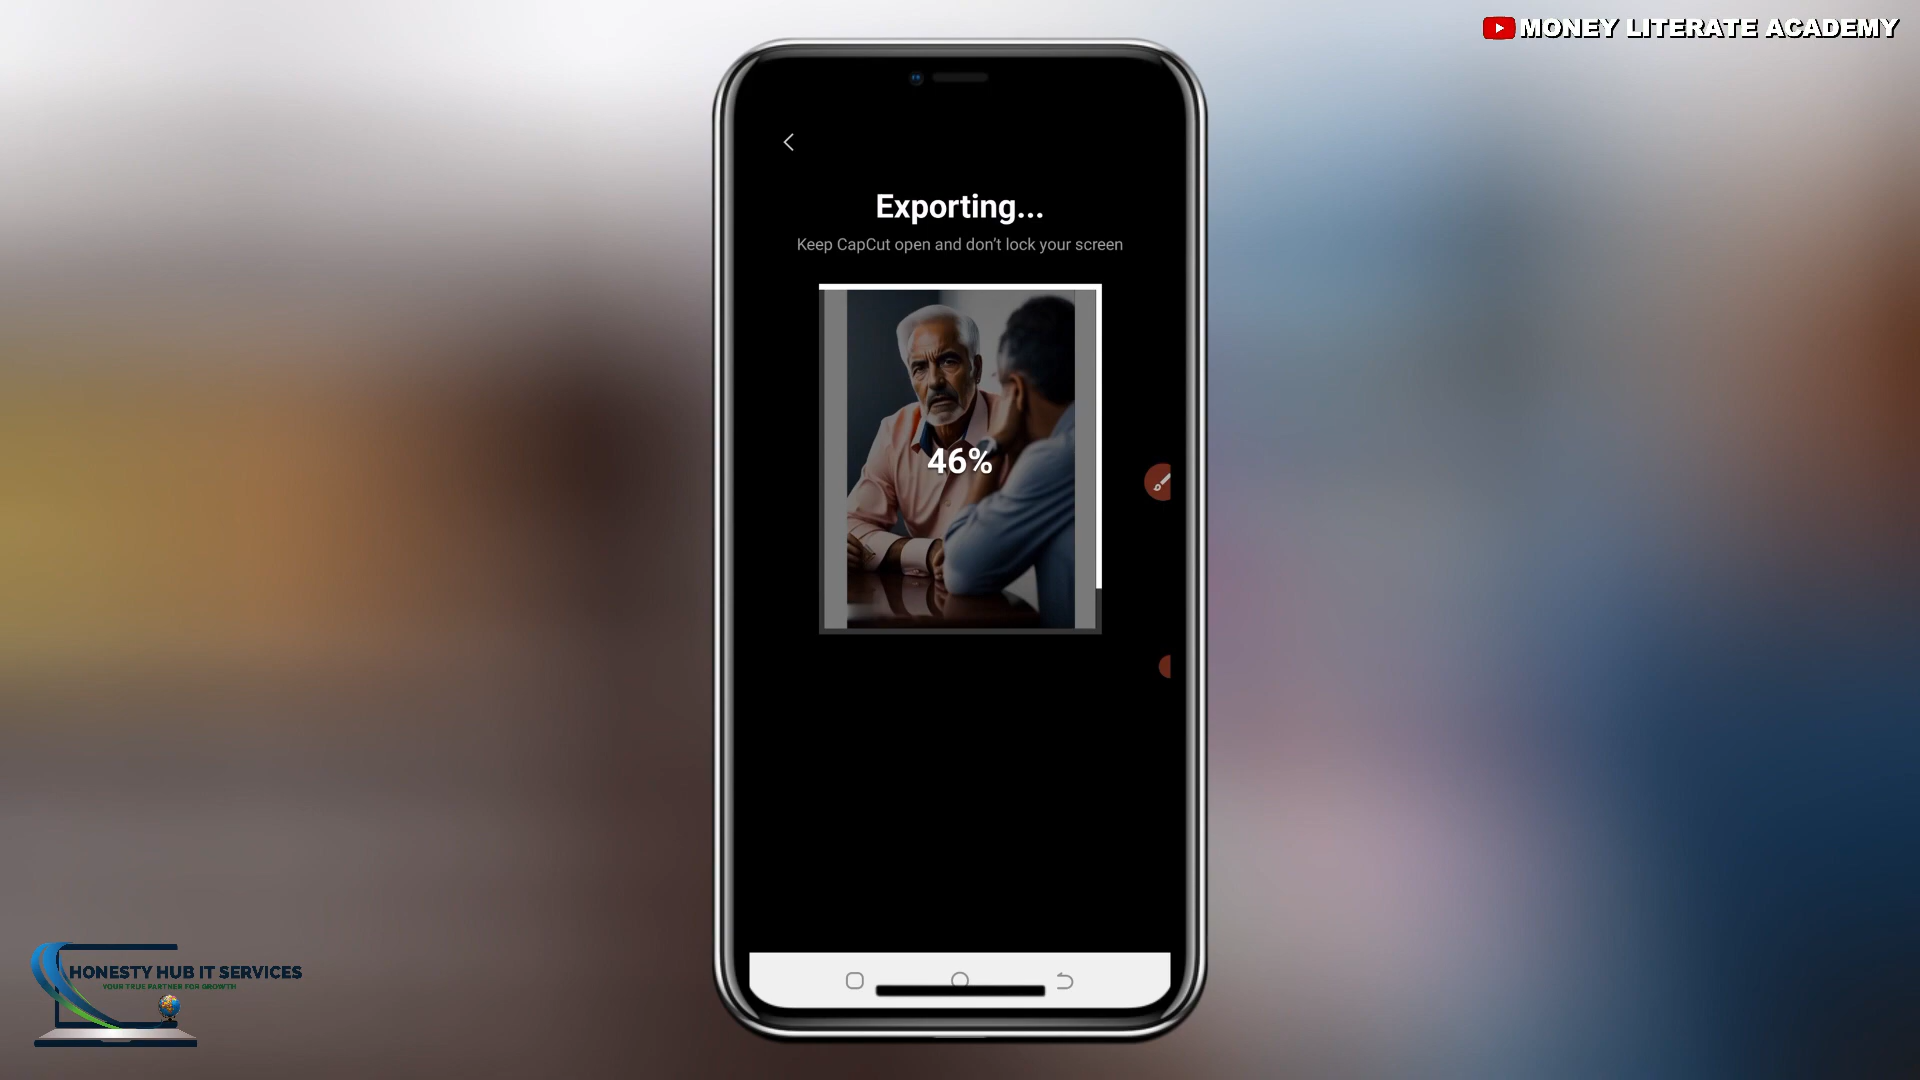 MONEY LITERATE ACADEMY
Exporting...
Keep CapCut open and don't lock your screen
46%
HONESTY HUB IT SERVICES
YOUR TRUE PARTNER FOR GROWTH